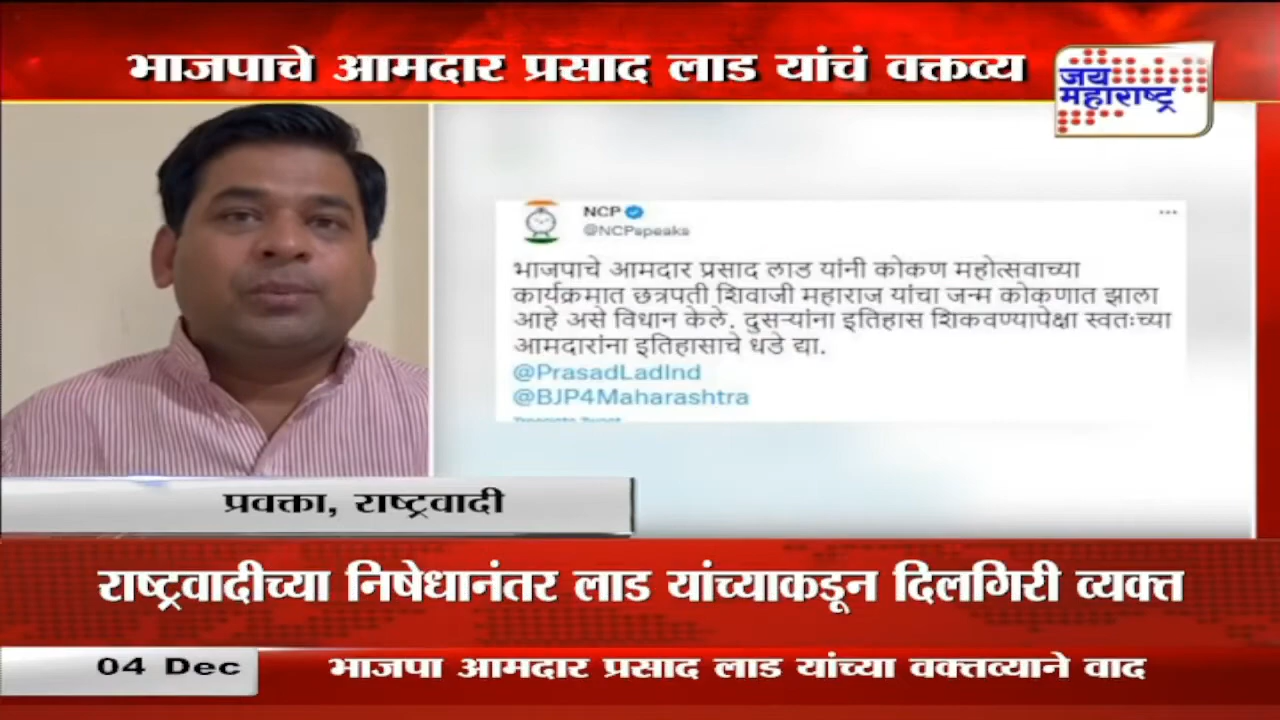 भाजपाचे आमदार प्रसाद लाड यांचं वक्तव्य
जय
महाराष्ट्र
NCP
@NCPspeaks
भाजपाचे आमदार प्रसाद लाड यांनी कोकण महोत्सवाच्या
कार्यक्रमात छत्रपती शिवाजी महाराज यांचा जन्म कोकणात झाला
आहे असे विधान केले. दुसऱ्यांना इतिहास शिकवण्यापेक्षा स्वतःच्या
आमदारांना इतिहासाचे धडे द्या.
@PrasadLadInd
@BJP4Maharashtra
प्रवक्ता, राष्ट्रवादी
राष्ट्रवादीच्या निषेधानंतर लाड यांच्याकडून दिलगिरी व्यक्त
04 Dec
भाजपा आमदार प्रसाद लाड यांच्या वक्तव्याने वाद